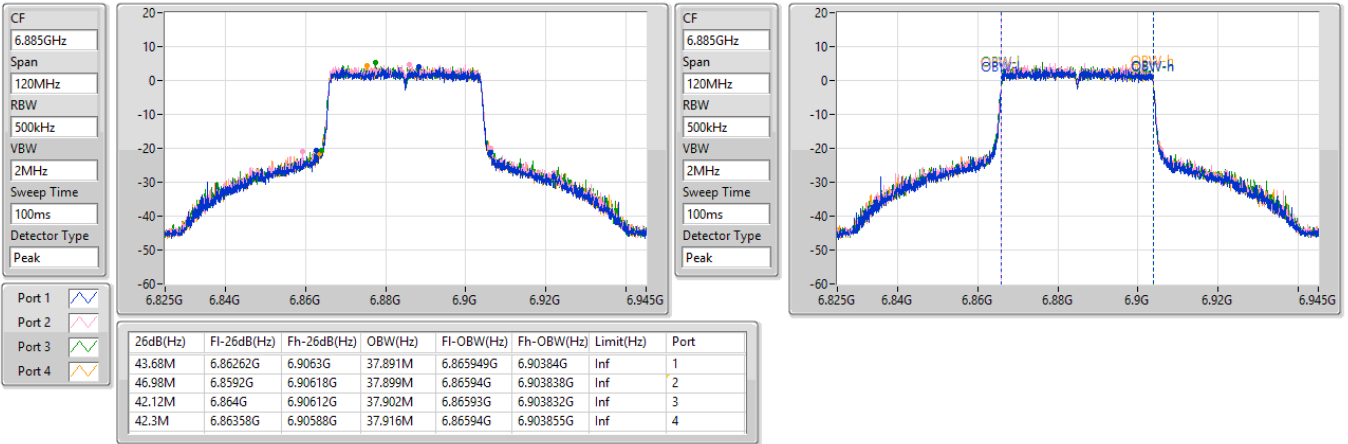 CF
6.885GHz
Span
120MHz
RBW
500kHz
VBW
2MHz
Sweep Time
100ms
Detector Type
Peak
20
10
0
-10
-20
-30
-40
-50
-60
6.825G 6.84G 6.86G 6.88G 6.9G 6.92G 6.945G
CF
6.885GHz
Span
120MHz
RBW
500kHz
VBW
2MHz
Sweep Time
100ms
Detector Type
Peak
20
10
0
-10
-20
-30
-40
-50
-60
OBW-l OBW-h
6.825G 6.84G 6.86G 6.88G 6.9G 6.92G 6.945G
Port 1
Port 2
Port 3
Port 4
26dB(Hz) Fl-26dB(Hz) Fh-26dB(Hz) OBW(Hz) Fl-OBW(Hz) Fh-OBW(Hz) Limit(Hz) Port
43.68M 6.86262G 6.9063G 37.891M 6.865949G 6.90384G Inf 1
46.98M 6.8592G 6.90618G 37.899M 6.86594G 6.903838G Inf 2
42.12M 6.864G 6.90612G 37.902M 6.86593G 6.903832G Inf 3
42.3M 6.86358G 6.90588G 37.916M 6.86594G 6.903855G Inf 4